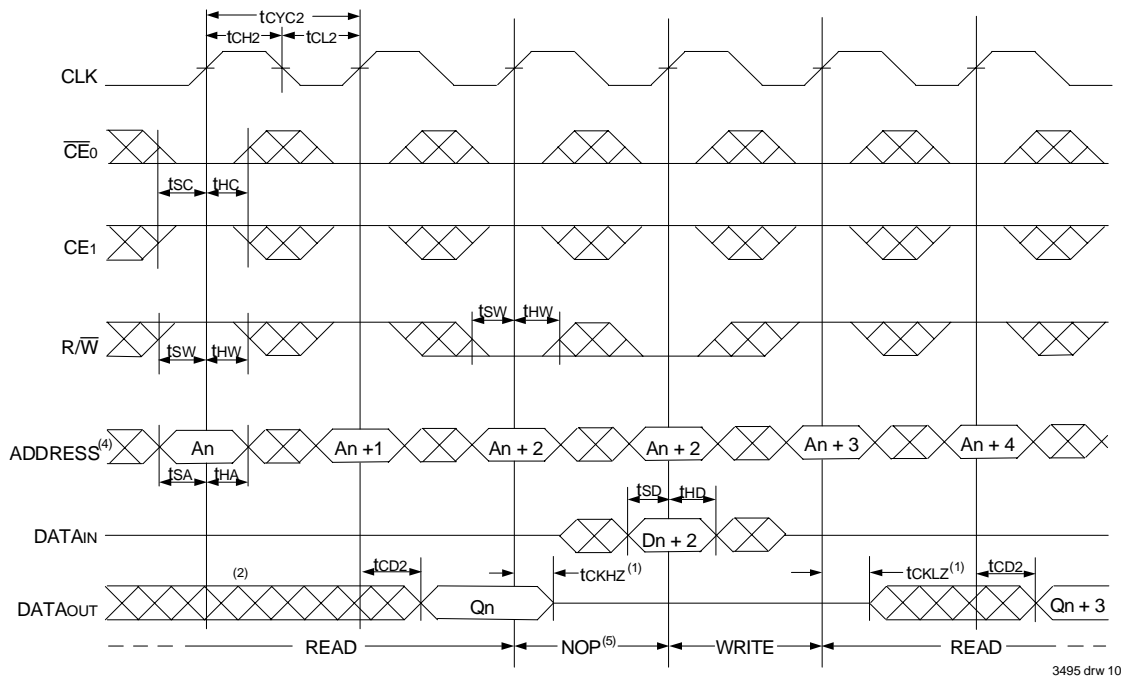 tCYC2
tCH2 tCL2
CLK
CE0
tSC tHC
CE1
tSW tHW
R/W
tSW tHW
ADDRESS(4) An An + 1 An + 2 An + 2 An + 3 An + 4
tSA tHA
tSD tHD
DATAIN Dn + 2
tCD2 tCKHZ(1) tCKLZ(1) tCD2
(2)
DATAOUT Qn Qn + 3
READ NOP(5) WRITE READ
3495 drw 10